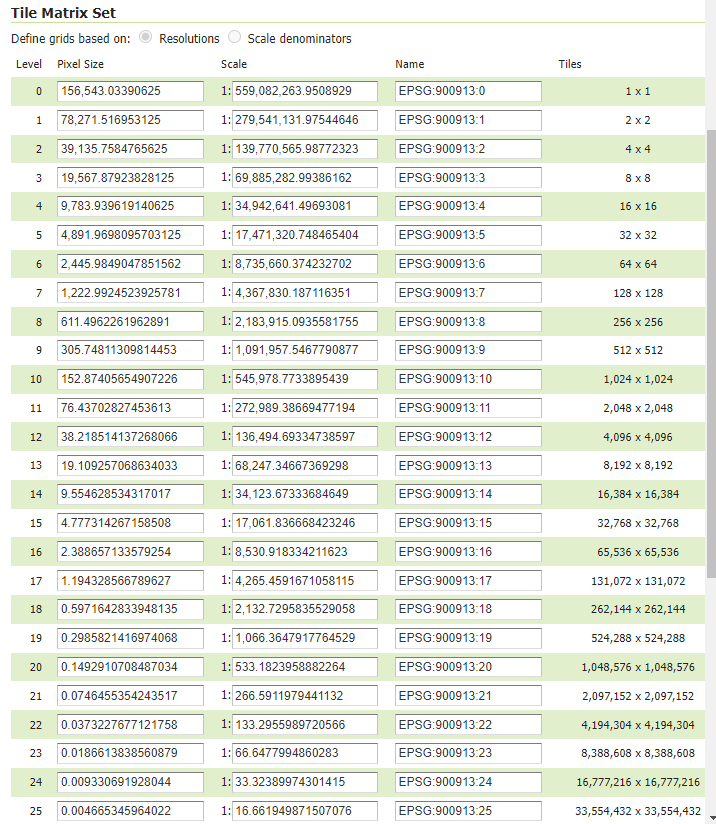 Tile Matrix Set
Define grids based on: Resolutions Scale denominators
Level Pixel Size Scale Name Tiles
0 156,543.03390625 1: 559,082,263.9508929 EPSG:900913:0 1 x 1
1 78,271.516953125 1: 279,541,131.97544646 EPSG:900913:1 2 x 2
2 39,135.7584765625 1: 139,770,565.98772323 EPSG:900913:2 4 x 4
3 19,567.87923828125 1: 69,885,282.99386162 EPSG:900913:3 8 x 8
4 9,783.939619140625 1: 34,942,641.49693081 EPSG:900913:4 16 x 16
5 4,891.9698095703125 1: 17,471,320.748465404 EPSG:900913:5 32 x 32
6 2,445.9849047851562 1: 8,735,660.374232702 EPSG:900913:6 64 x 64
7 1,222.9924523925781 1: 4,367,830.187116351 EPSG:900913:7 128 x 128
8 611.4962261962891 1: 2,183,915.0935581755 EPSG:900913:8 256 x 256
9 305.74811309814453 1: 1,091,957.5467790877 EPSG:900913:9 512 x 512
10 152.87405654907226 1: 545,978.7733895439 EPSG:900913:10 1,024 x 1,024
11 76.43702827453613 1: 272,989.38669477194 EPSG:900913:11 2,048 x 2,048
12 38.218514137268066 1: 136,494.69334738597 EPSG:900913:12 4,096 x 4,096
13 19.109257068634033 1: 68,247.34667369298 EPSG:900913:13 8,192 x 8,192
14 9.554628534317017 1: 34,123.67333684649 EPSG:900913:14 16,384 x 16,384
15 4.777314267158508 1: 17,061.836668423246 EPSG:900913:15 32,768 x 32,768
16 2.388657133579254 1: 8,530.918334211623 EPSG:900913:16 65,536 x 65,536
17 1.194328566789627 1: 4,265.4591671058115 EPSG:900913:17 131,072 x 131,072
18 0.5971642833948135 1: 2,132.7295835529058 EPSG:900913:18 262,144 x 262,144
19 0.2985821416974068 1: 1,066.3647917764529 EPSG:900913:19 524,288 x 524,288
20 0.1492910708487034 1: 533.1823958882264 EPSG:900913:20 1,048,576 x 1,048,576
21 0.0746455354243517 1: 266.5911979441132 EPSG:900913:21 2,097,152 x 2,097,152
22 0.0373227677121758 1: 133.2955989720566 EPSG:900913:22 4,194,304 x 4,194,304
23 0.0186613838560879 1: 66.6477994860283 EPSG:900913:23 8,388,608 x 8,388,608
24 0.009330691928044 1: 33.32389974301415 EPSG:900913:24 16,777,216 x 16,777,216
25 0.004665345964022 1: 16.661949871507076 EPSG:900913:25 33,554,432 x 33,554,432